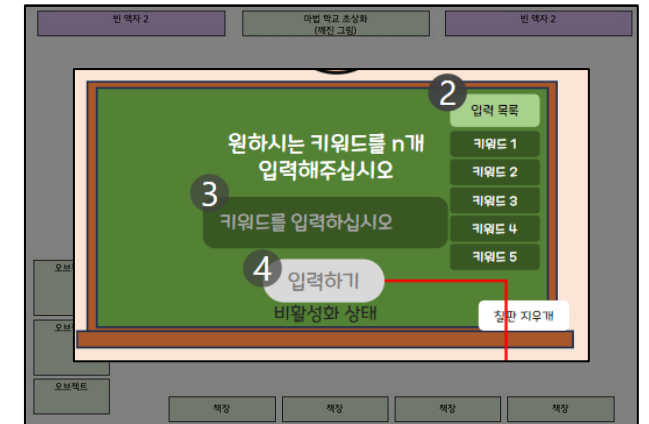 빈 액자 2
마법 학교 초상화
(깨진 그림)
빈 액자 2
2
입력 목록
원하시는 키워드를 n개
입력해주십시오
키워드 1
키워드 2
키워드 3
키워드 4
키워드 5
3
키워드를 입력하십시오
4
입력하기
비활성화 상태
칠판 지우개
오브젝트
책장
책장
책장
책장